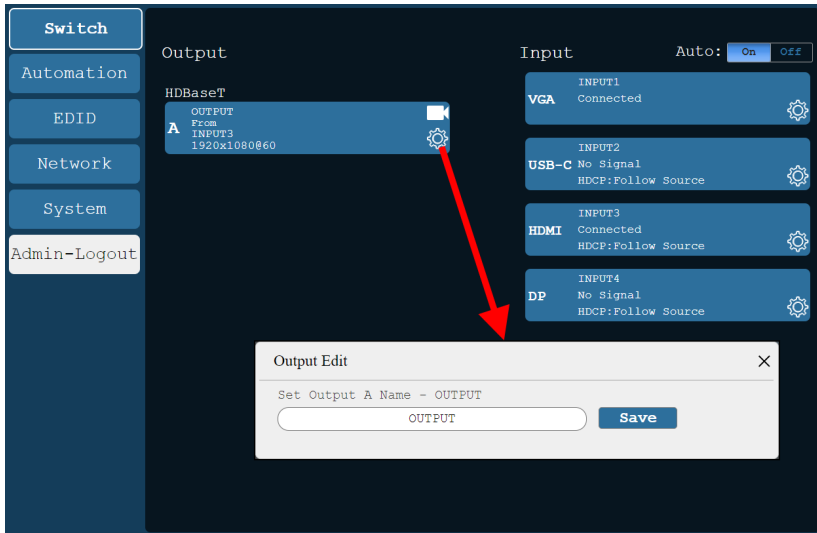 Switch
Automation
EDID
Network
System
Admin-Logout
Output
HDBaseT
A
OUTPUT
From
INPUT3
1920x1080@60
Input
Auto: On Off
INPUT1
VGA Connected
INPUT2
USB-C No Signal
HDCP:Follow Source
INPUT3
HDMI Connected
HDCP:Follow Source
INPUT4
DP No Signal
HDCP:Follow Source
Output Edit
Set Output A Name - OUTPUT
OUTPUT
Save